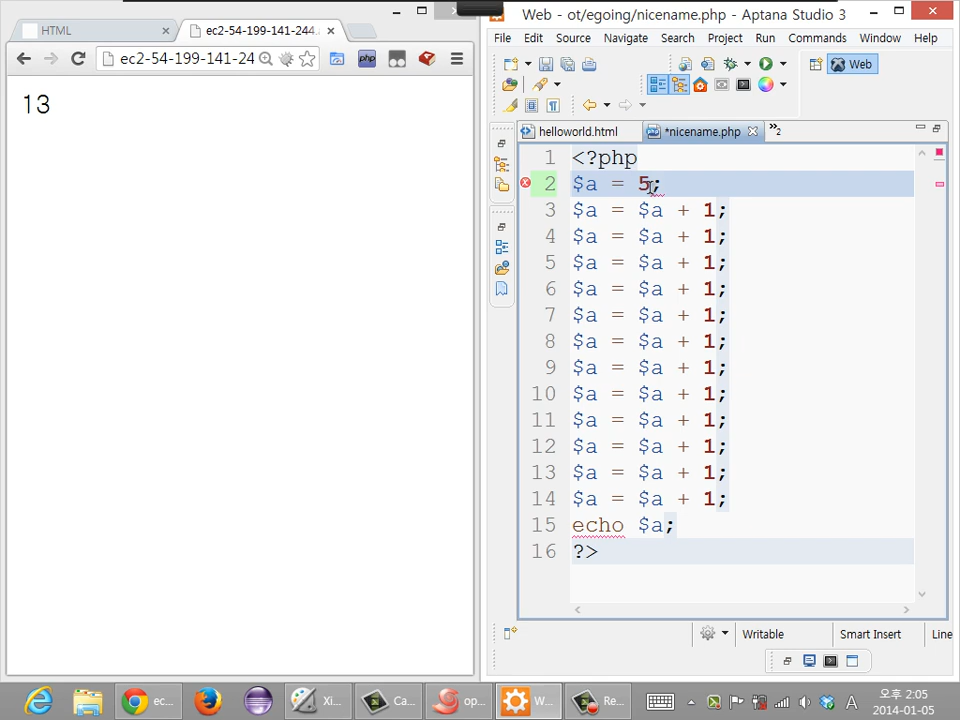 HTML
ec2-54-199-141-244.
ec2-54-199-141-24
php
13
Web - ot/egoing/nicename.php - Aptana Studio 3
File Edit Source Navigate Search Project Run Commands Window Help
Web
helloworld.html
*nicename.php
»2
1 <?php
2 $a = 5;
3 $a = $a + 1;
4 $a = $a + 1;
5 $a = $a + 1;
6 $a = $a + 1;
7 $a = $a + 1;
8 $a = $a + 1;
9 $a = $a + 1;
10 $a = $a + 1;
11 $a = $a + 1;
12 $a = $a + 1;
13 $a = $a + 1;
14 $a = $a + 1;
15 echo $a;
16 ?>
Writable
Smart Insert
Line
ec...
Xi...
Ca...
op...
W...
Re...
A
오후 2:05
2014-01-05